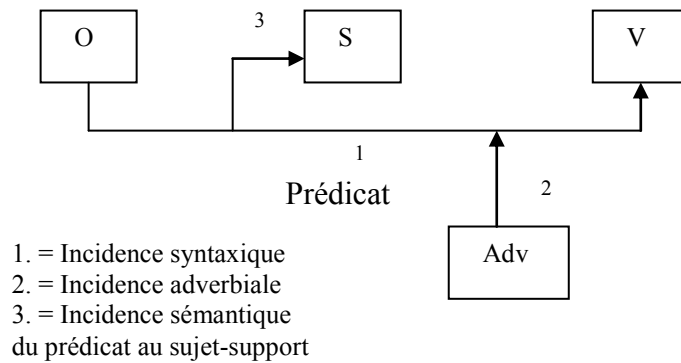 O
3
S
V
1
Prédicat
2
Adv
1. = Incidence syntaxique
2. = Incidence adverbiale
3. = Incidence sémantique
du prédicat au sujet-support